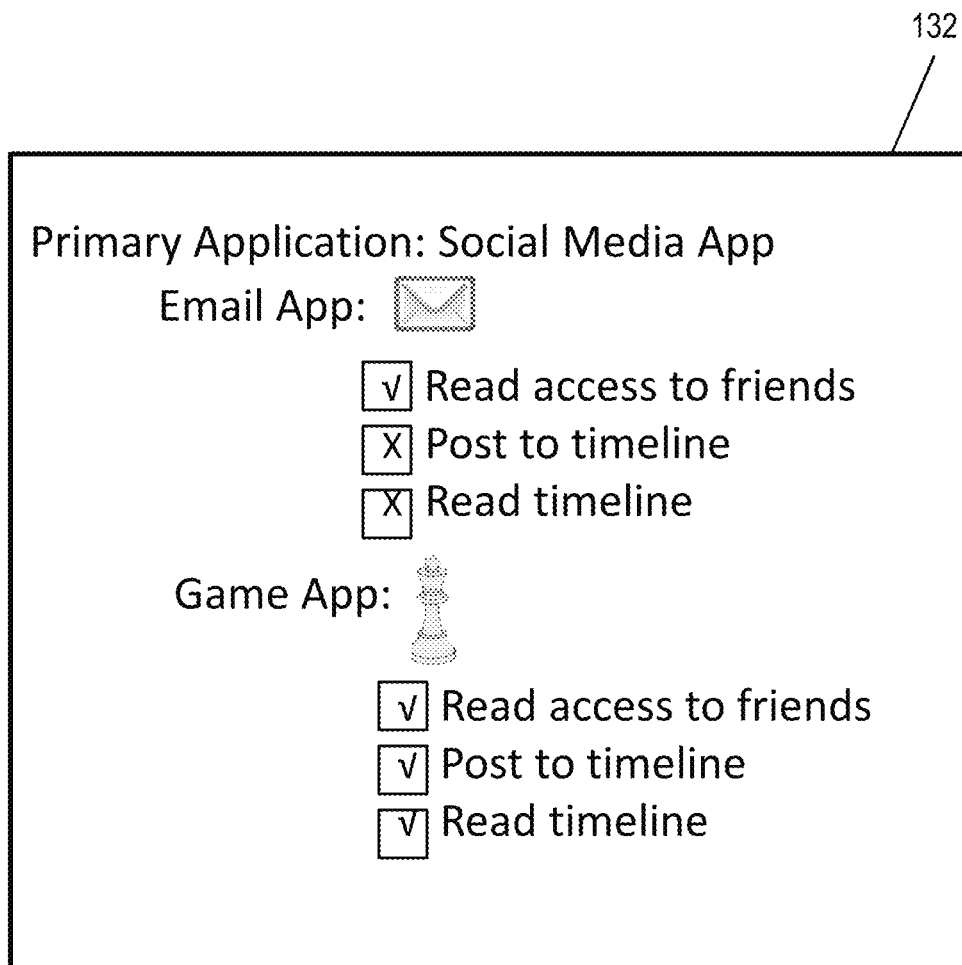 132
Primary Application: Social Media App
Email App:
√ Read access to friends
X Post to timeline
X Read timeline
Game App:
√ Read access to friends
√ Post to timeline
√ Read timeline